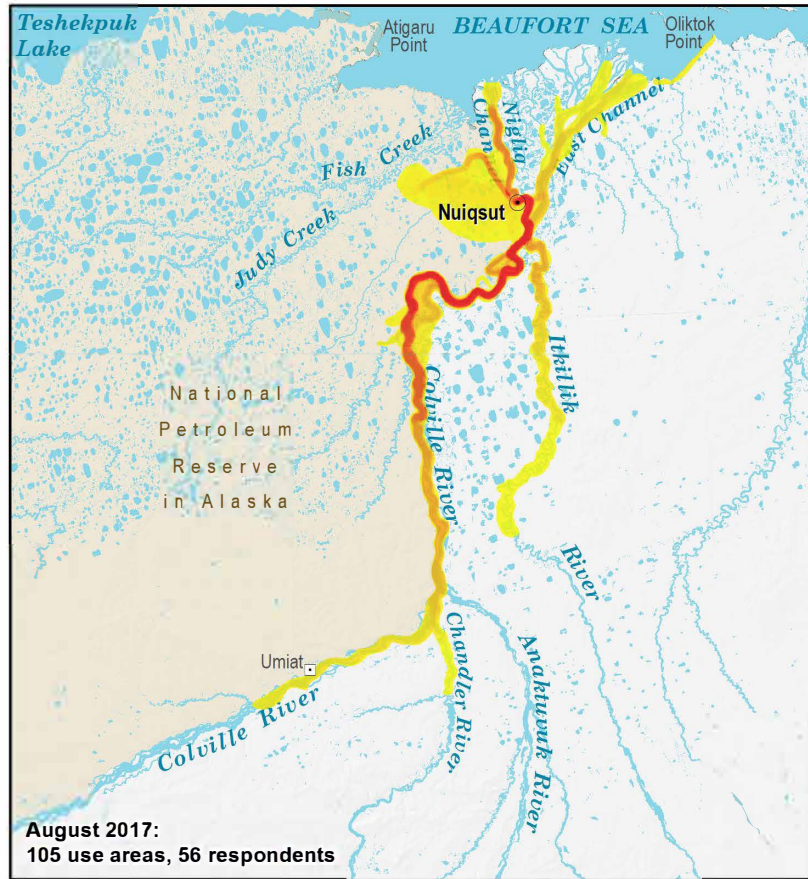 Teshekpuk
Lake
Atigaru
Point
BEAUFORT SEA
Oliktok
Point
Nigliq
Channel
East Channel
Fish Creek
Nuiqsut
Judy Creek
Itkillik
River
National
Petroleum
Reserve
in Alaska
Colville River
Umiat
Chandler River
Anaktuvuk River
Colville River
August 2017:
105 use areas, 56 respondents